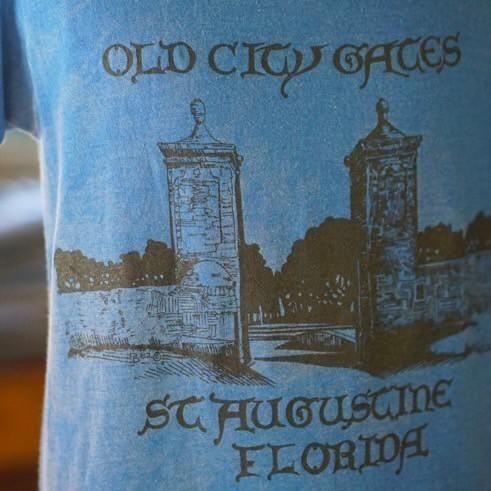 OLD CITY GATES
ST AUGUSTINE
FLORIDA